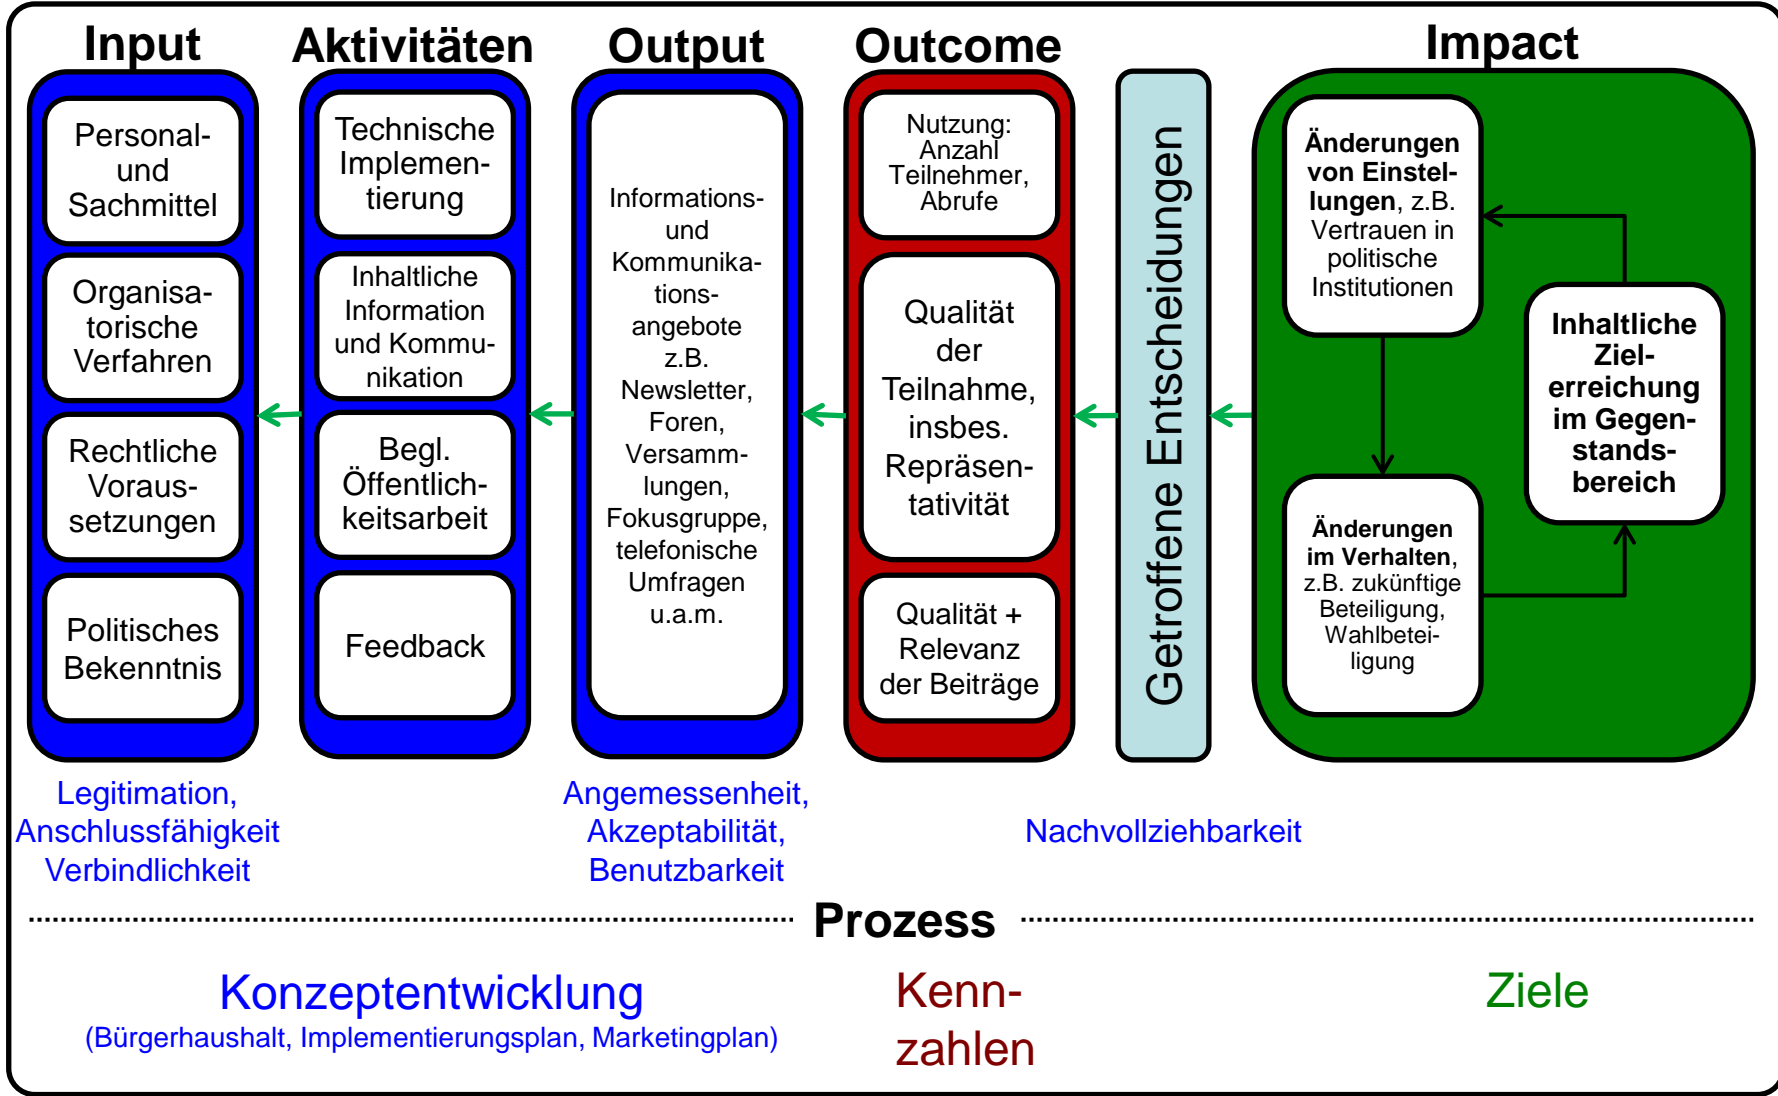 Input
Personal-
und
Sachmittel
Organisa-
torische
Verfahren
Rechtliche
Voraus-
setzungen
Politisches
Bekenntnis
Aktivitäten
Technische
Implemen-
tierung
Inhaltliche
Information
und Kommu-
nikation
Begl.
Öffentlich-
keitsarbeit
Feedback
Output
Informations-
und
Kommunika-
tions-
angebote
z.B.
Newsletter,
Foren,
Versamm-
lungen,
Fokusgruppe,
telefonische
Umfragen
u.a.m.
Outcome
Nutzung:
Anzahl
Teilnehmer,
Abrufe
Qualität
der
Teilnahme,
insbes.
Repräsen-
tativität
Qualität +
Relevanz
der Beiträge
Getroffene Entscheidungen
Impact
Änderungen
von Einstel-
lungen, z.B.
Vertrauen in
politische
Institutionen
Inhaltliche
Ziel-
erreichung
im Gegen-
stands-
bereich
Änderungen
im Verhalten,
z.B. zukünftige
Beteiligung,
Wahlbetei-
ligung
Legitimation,
Anschlussfähigkeit
Verbindlichkeit
Angemessenheit,
Akzeptabilität,
Benutzbarkeit
Nachvollziehbarkeit
Prozess
Konzeptentwicklung
(Bürgerhaushalt, Implementierungsplan, Marketingplan)
Kenn-
zahlen
Ziele